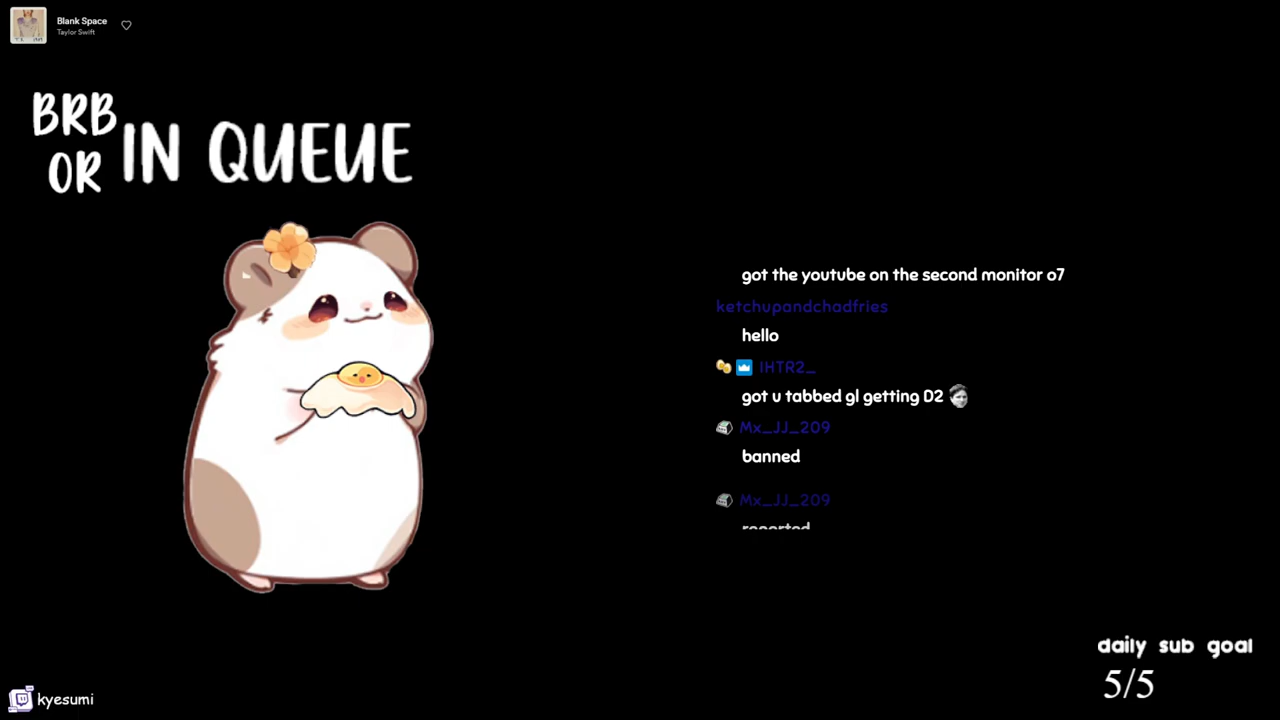 Blank Space
Taylor Swift
BRB
OR
IN QUEUE
got the youtube on the second monitor o7
ketchupandchadfries
hello
IHTR2_
got u tabbed gl getting D2
Mx_JJ_209
banned
Mx_JJ_209
reported
daily sub goal
5/5
kyesumi